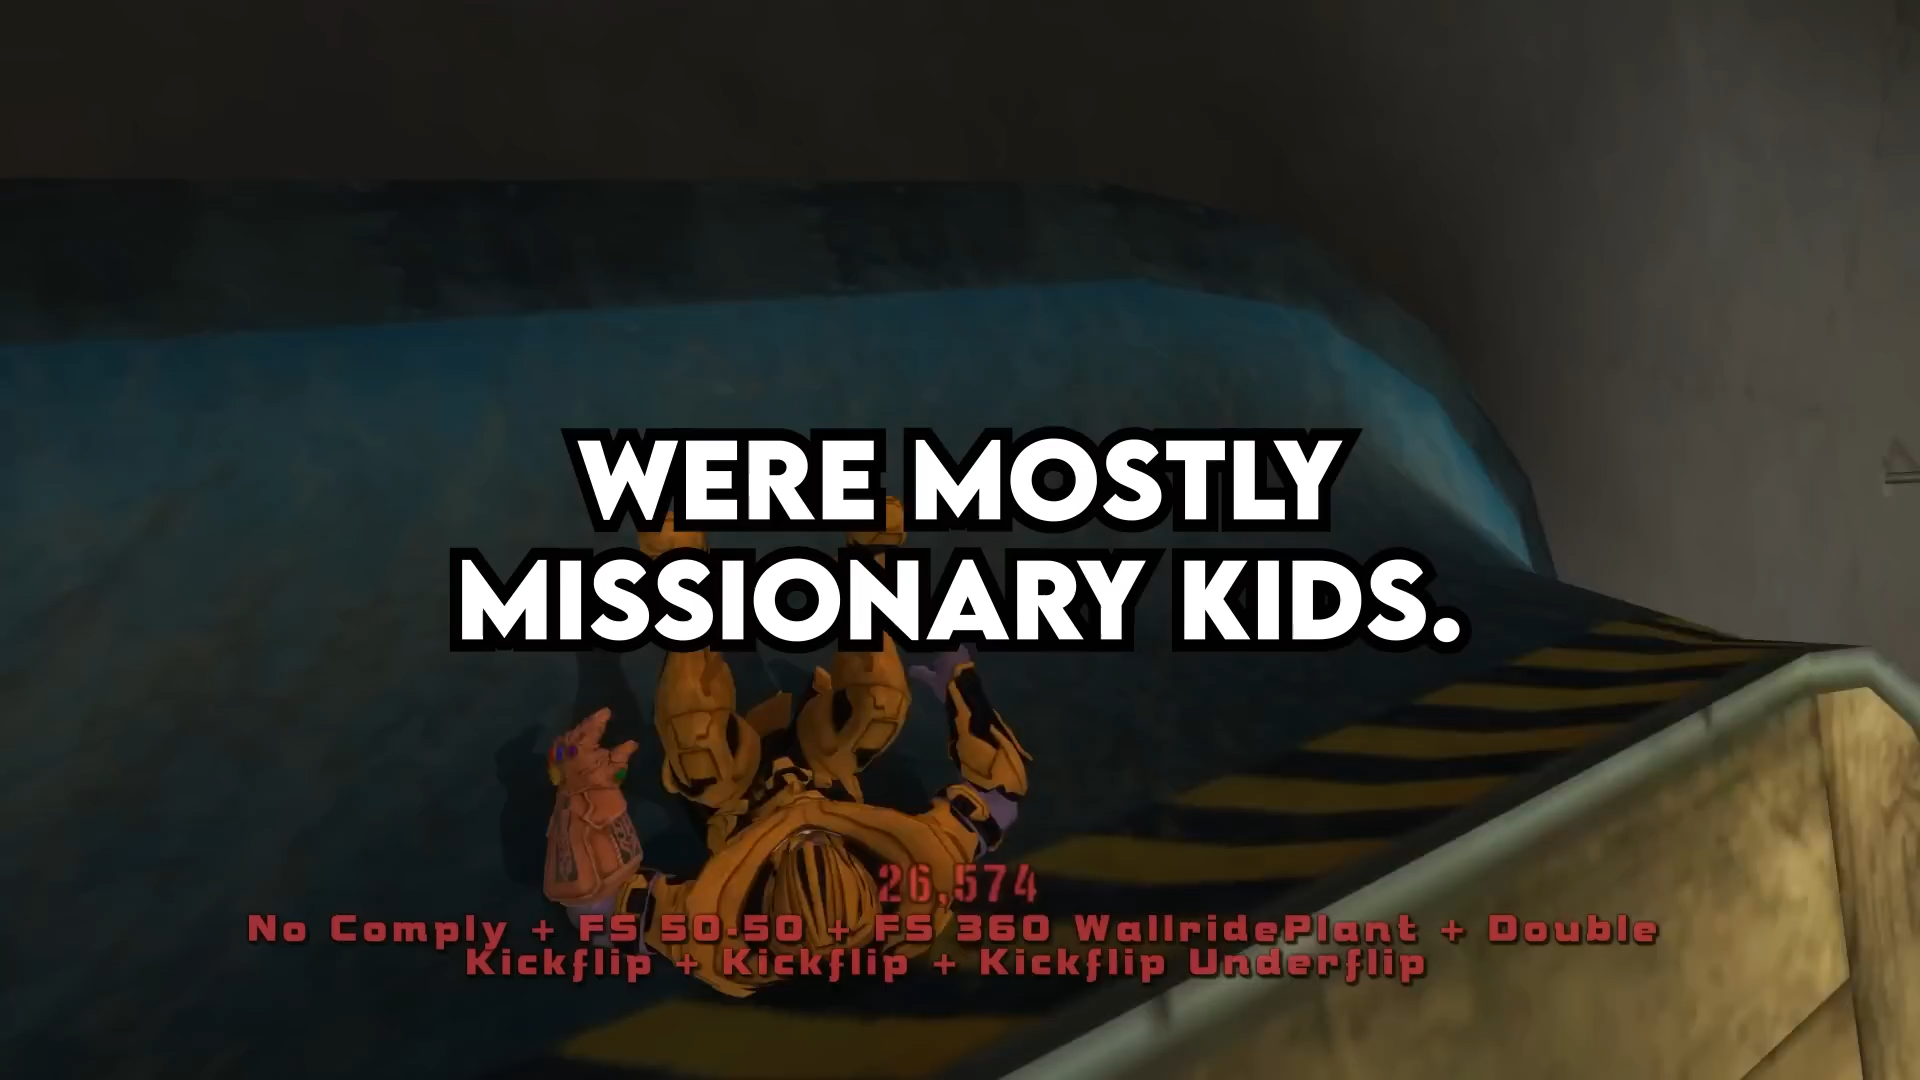 WERE MOSTLY
MISSIONARY KIDS.
26,574
No Comply + FS 50-50 + FS 360 WallridePlant + Double
Kickflip + Kickflip + Kickflip Underflip